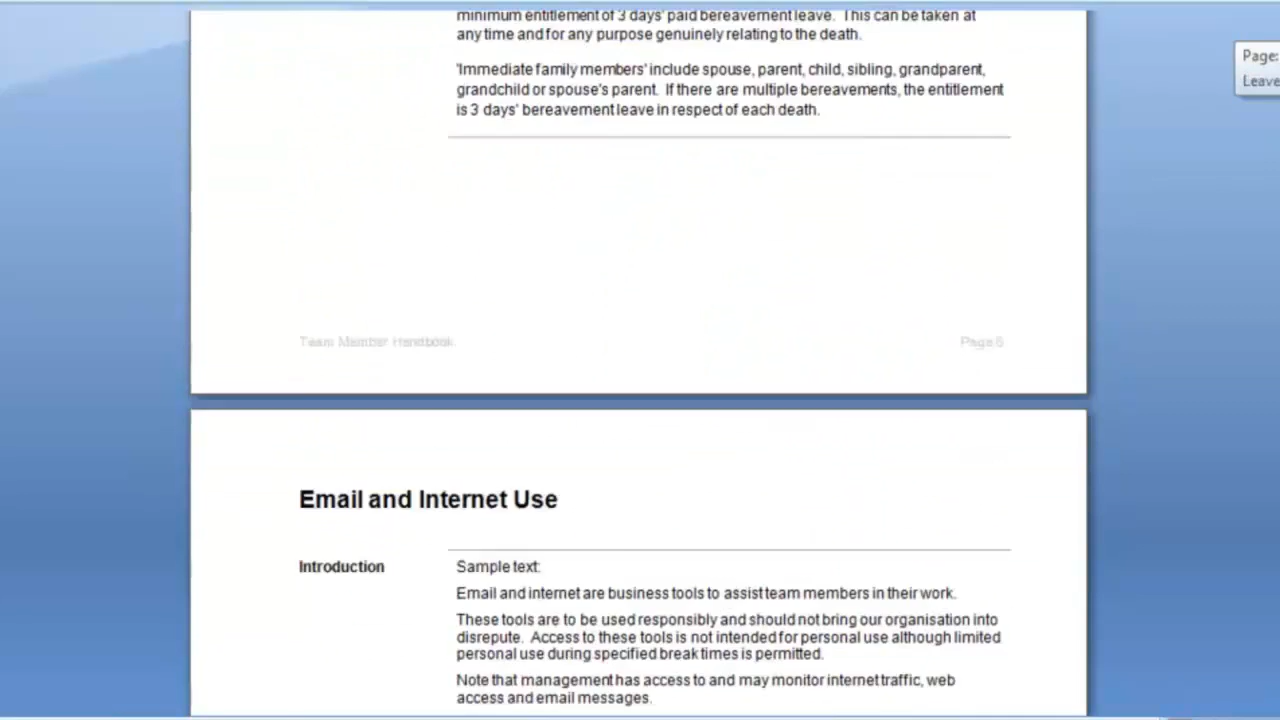 minimum entitlement of 3 days' paid bereavement leave. This can be taken at
any time and for any purpose genuinely relating to the death.
'Immediate family members' include spouse, parent, child, sibling, grandparent,
grandchild or spouse's parent. If there are multiple bereavements, the entitlement
is 3 days' bereavement leave in respect of each death.
Page:
Leave
Team Member Handbook
Page 6
Email and Internet Use
Introduction
Sample text:
Email and internet are business tools to assist team members in their work.
These tools are to be used responsibly and should not bring our organisation into
disrepute. Access to these tools is not intended for personal use although limited
personal use during specified break times is permitted.
Note that management has access to and may monitor internet traffic, web
access and email messages.